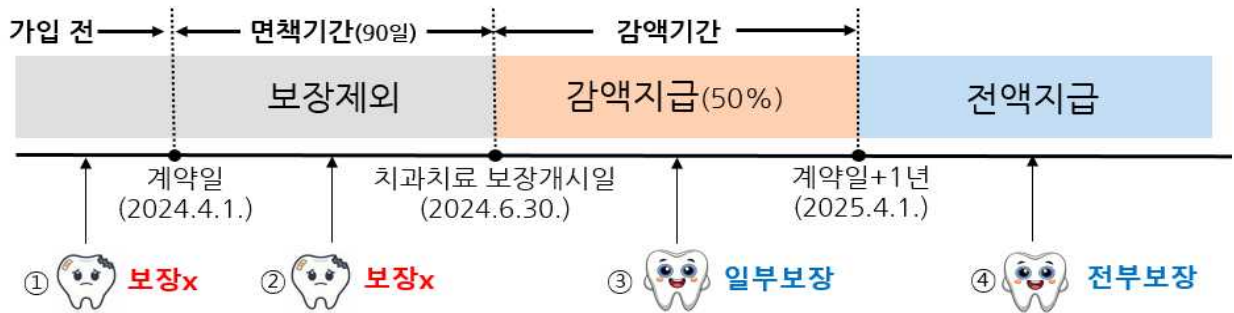 가입 전 면책기간(90일) 감액기간
보장제외 감액지급(50%) 전액지급
계약일 치과치료 보장개시일 계약일+1년
(2024.4.1.) (2024.6.30.) (2025.4.1.)
① 보장x ② 보장x ③ 일부보장 ④ 전부보장